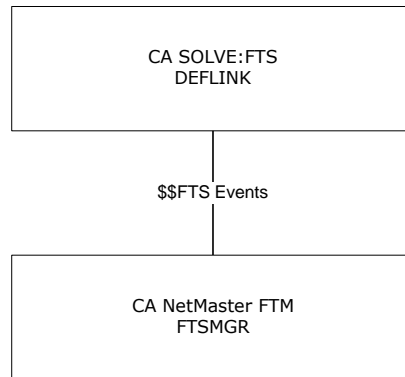 CA SOLVE:FTS
DEFLINK
$$FTS Events
CA NetMaster FTM
FTSMGR